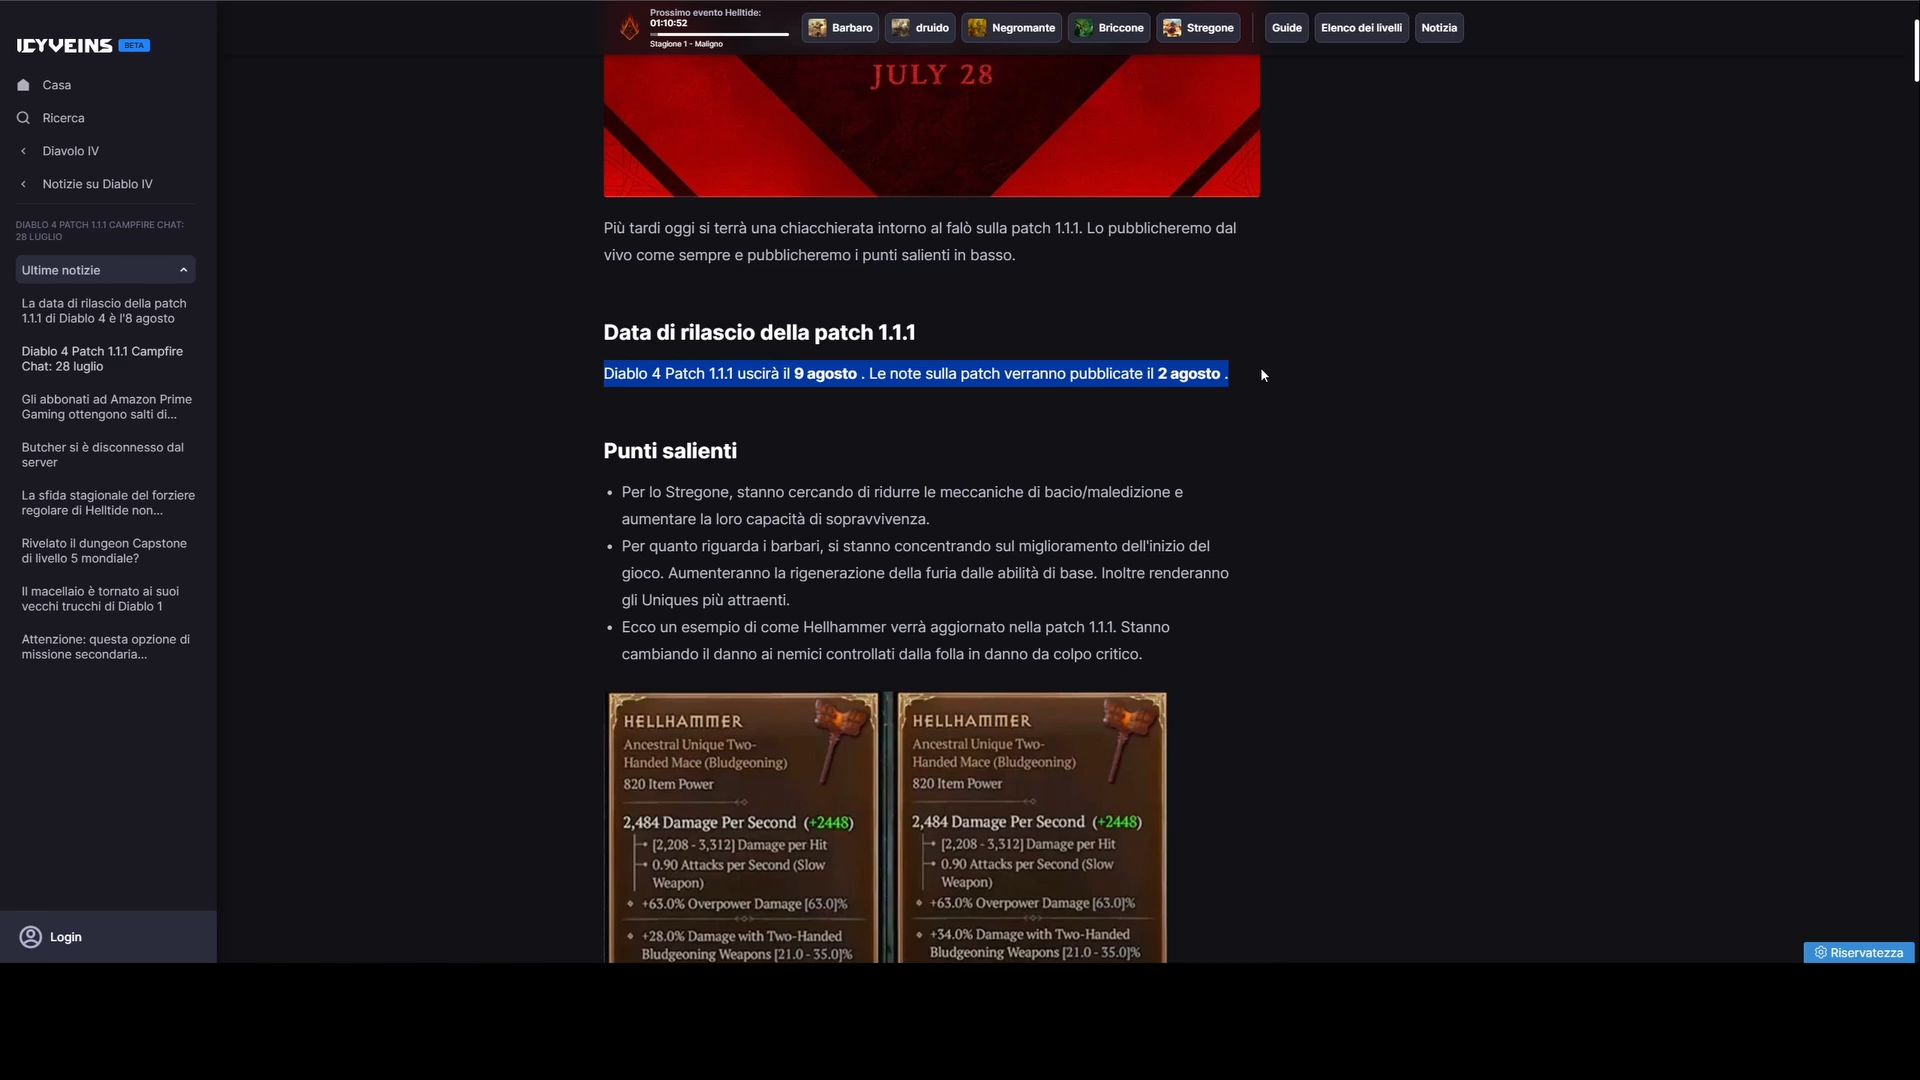 Prossimo evento Helltide:
01:10:52
Stagione 1 - Maligno
Barbaro
druido
Negromante
Briccone
Stregone
Guide
Elenco dei livelli
Notizia
ICYVEINS BETA
Casa
Ricerca
Diavolo IV
Notizie su Diablo IV
DIABLO 4 PATCH 1.1.1 CAMPFIRE CHAT:
28 LUGLIO
Ultime notizie
La data di rilascio della patch
1.1.1 di Diablo 4 è l'8 agosto
Diablo 4 Patch 1.1.1 Campfire
Chat: 28 luglio
Gli abbonati ad Amazon Prime
Gaming ottengono salti di...
Butcher si è disconnesso dal
server
La sfida stagionale del forziere
regolare di Helltide non...
Rivelato il dungeon Capstone
di livello 5 mondiale?
Il macellaio è tornato ai suoi
vecchi trucchi di Diablo 1
Attenzione: questa opzione di
missione secondaria...
Login
JULY 28
Più tardi oggi si terrà una chiacchierata intorno al falò sulla patch 1.1.1. Lo pubblicheremo dal
vivo come sempre e pubblicheremo i punti salienti in basso.
Data di rilascio della patch 1.1.1
Diablo 4 Patch 1.1.1 uscirà il 9 agosto . Le note sulla patch verranno pubblicate il 2 agosto .
Punti salienti
• Per lo Stregone, stanno cercando di ridurre le meccaniche di bacio/maledizione e
aumentare la loro capacità di sopravvivenza.
• Per quanto riguarda i barbari, si stanno concentrando sul miglioramento dell'inizio del
gioco. Aumenteranno la rigenerazione della furia dalle abilità di base. Inoltre renderanno
gli Uniques più attraenti.
• Ecco un esempio di come Hellhammer verrà aggiornato nella patch 1.1.1. Stanno
cambiando il danno ai nemici controllati dalla folla in danno da colpo critico.
HELLHAMMER
Ancestral Unique Two-
Handed Mace (Bludgeoning)
820 Item Power
2,484 Damage Per Second (+2448)
[2,208 - 3,312] Damage per Hit
0.90 Attacks per Second (Slow
Weapon)
+63.0% Overpower Damage [63.0]%
+28.0% Damage with Two-Handed
Bludgeoning Weapons [21.0 - 35.0]%
HELLHAMMER
Ancestral Unique Two-
Handed Mace (Bludgeoning)
820 Item Power
2,484 Damage Per Second (+2448)
[2,208 - 3,312] Damage per Hit
0.90 Attacks per Second (Slow
Weapon)
+63.0% Overpower Damage [63.0]%
+34.0% Damage with Two-Handed
Bludgeoning Weapons [21.0 - 35.0]%
Riservatezza